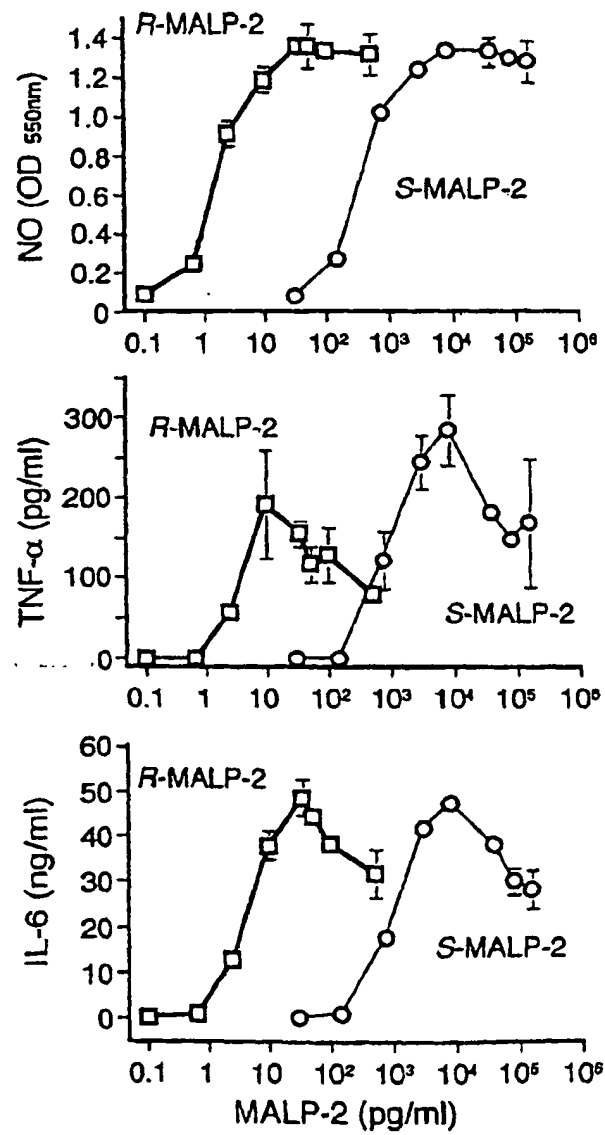 R-MALP-2
NO (OD 550nm)
1.4
1.2
1.0
0.8
0.6
0.4
0.2
0
S-MALP-2
0.1 1 10 10² 10³ 10⁴ 10⁵ 10⁶
R-MALP-2
TNF-α (pg/ml)
300
200
100
0
S-MALP-2
0.1 1 10 10² 10³ 10⁴ 10⁵ 10⁶
R-MALP-2
IL-6 (ng/ml)
60
50
40
30
20
10
0
S-MALP-2
0.1 1 10 10² 10³ 10⁴ 10⁵ 10⁶
MALP-2 (pg/ml)